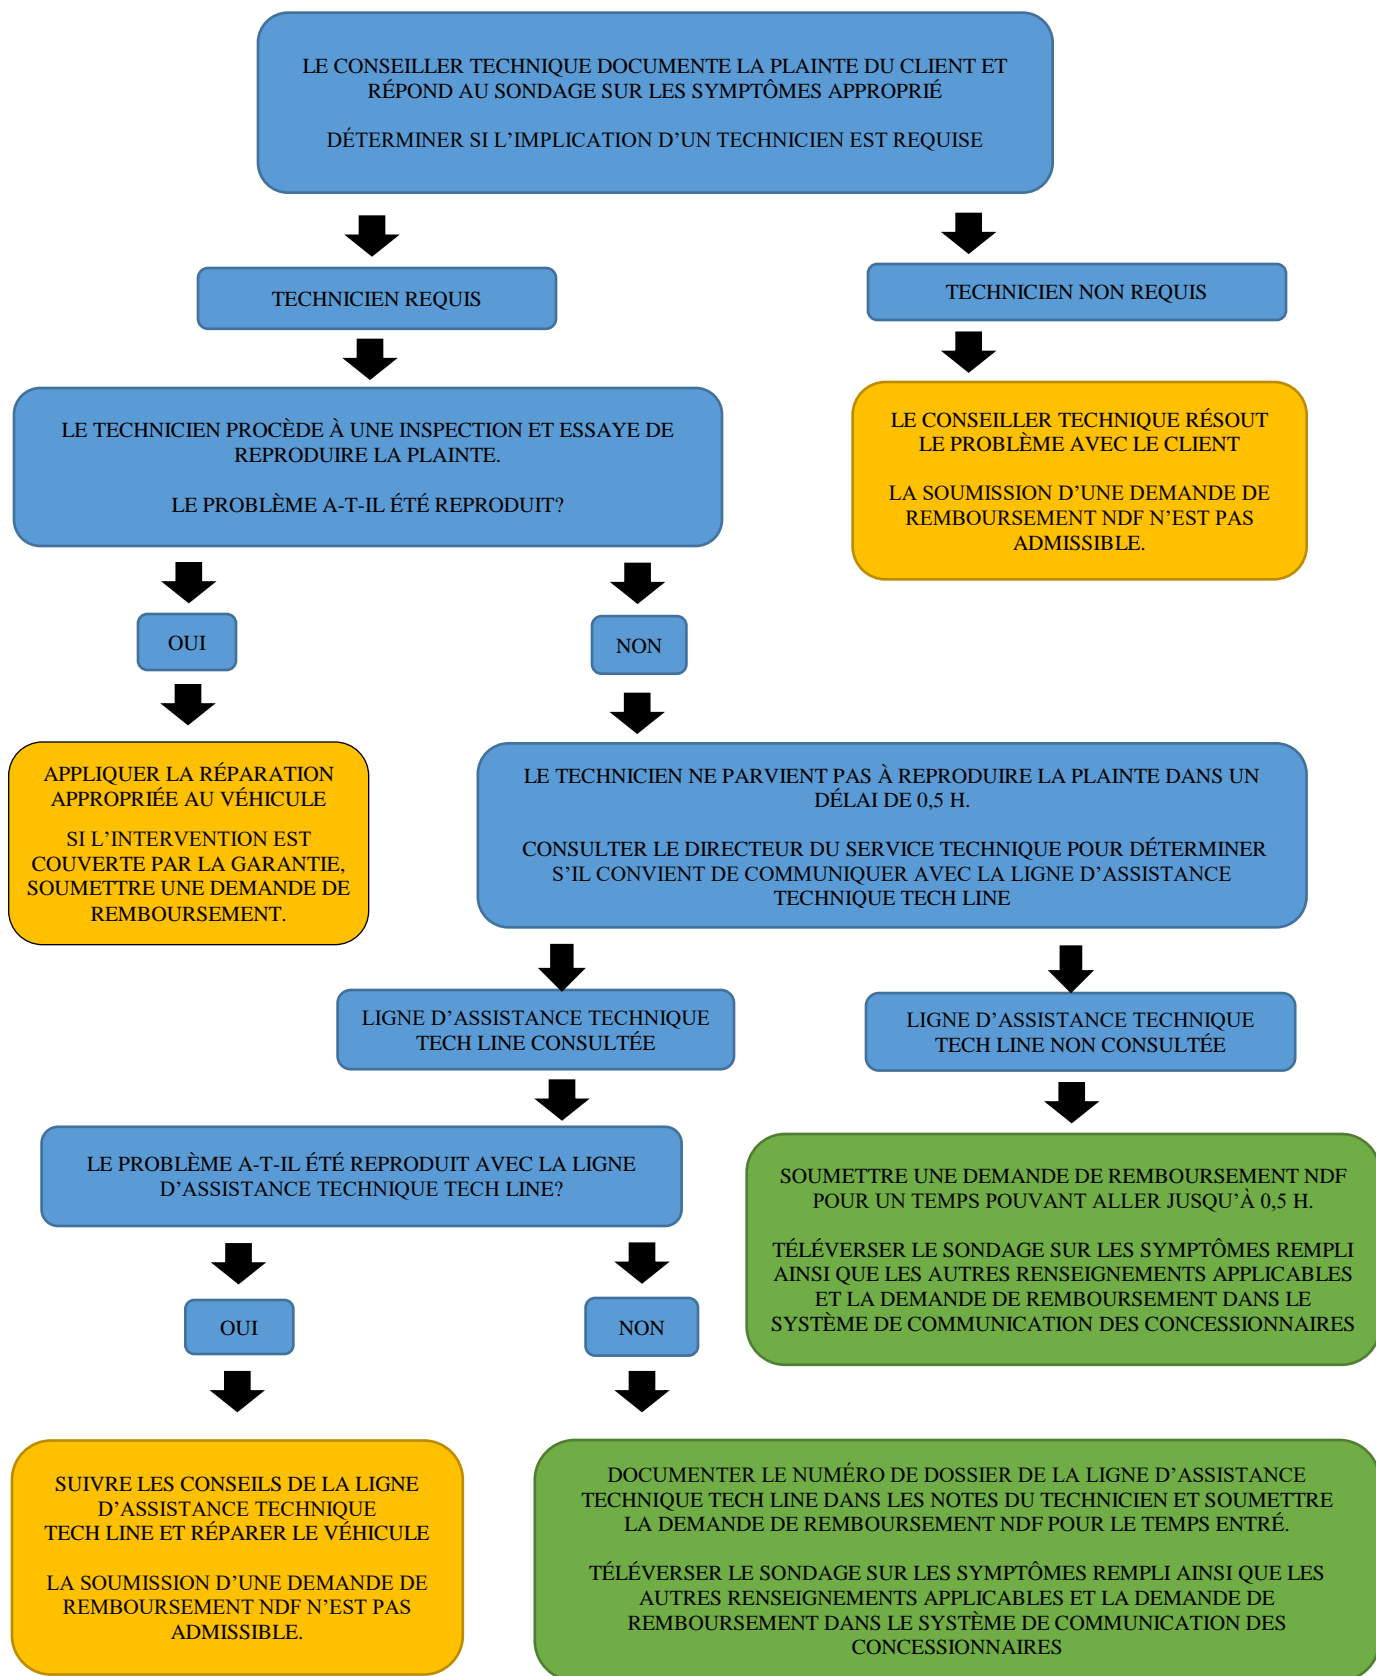 LE CONSEILLER TECHNIQUE DOCUMENTE LA PLAINTE DU CLIENT ET
RÉPOND AU SONDAGE SUR LES SYMPTÔMES APPROPRIÉ
DÉTERMINER SI L’IMPLICATION D’UN TECHNICIEN EST REQUISE
TECHNICIEN REQUIS
TECHNICIEN NON REQUIS
LE TECHNICIEN PROCÈDE À UNE INSPECTION ET ESSAYE DE
REPRODUIRE LA PLAINTE.
LE PROBLÈME A-T-IL ÉTÉ REPRODUIT?
LE CONSEILLER TECHNIQUE RÉSOUT
LE PROBLÈME AVEC LE CLIENT
LA SOUMISSION D’UNE DEMANDE DE
REMBOURSEMENT NDF N’EST PAS
ADMISSIBLE.
OUI
NON
APPLIQUER LA RÉPARATION
APPROPRIÉE AU VÉHICULE
SI L’INTERVENTION EST
COUVERTE PAR LA GARANTIE,
SOUMETTRE UNE DEMANDE DE
REMBOURSEMENT.
LE TECHNICIEN NE PARVIENT PAS À REPRODUIRE LA PLAINTE DANS UN
DÉLAI DE 0,5 H.
CONSULTER LE DIRECTEUR DU SERVICE TECHNIQUE POUR DÉTERMINER
S’IL CONVIENT DE COMMUNIQUER AVEC LA LIGNE D’ASSISTANCE
TECHNIQUE TECH LINE
LIGNE D’ASSISTANCE TECHNIQUE
TECH LINE CONSULTÉE
LIGNE D’ASSISTANCE TECHNIQUE
TECH LINE NON CONSULTÉE
LE PROBLÈME A-T-IL ÉTÉ REPRODUIT AVEC LA LIGNE
D’ASSISTANCE TECHNIQUE TECH LINE?
SOUMETTRE UNE DEMANDE DE REMBOURSEMENT NDF
POUR UN TEMPS POUVANT ALLER JUSQU’À 0,5 H.
TÉLÉVERSER LE SONDAGE SUR LES SYMPTÔMES REMPLI
AINSI QUE LES AUTRES RENSEIGNEMENTS APPLICABLES
ET LA DEMANDE DE REMBOURSEMENT DANS LE
SYSTÈME DE COMMUNICATION DES CONCESSIONNAIRES
OUI
NON
SUIVRE LES CONSEILS DE LA LIGNE
D’ASSISTANCE TECHNIQUE
TECH LINE ET RÉPARER LE VÉHICULE
LA SOUMISSION D’UNE DEMANDE DE
REMBOURSEMENT NDF N’EST PAS
ADMISSIBLE.
DOCUMENTER LE NUMÉRO DE DOSSIER DE LA LIGNE D’ASSISTANCE
TECHNIQUE TECH LINE DANS LES NOTES DU TECHNICIEN ET SOUMETTRE
LA DEMANDE DE REMBOURSEMENT NDF POUR LE TEMPS ENTRÉ.
TÉLÉVERSER LE SONDAGE SUR LES SYMPTÔMES REMPLI AINSI QUE LES
AUTRES RENSEIGNEMENTS APPLICABLES ET LA DEMANDE DE
REMBOURSEMENT DANS LE SYSTÈME DE COMMUNICATION DES
CONCESSIONNAIRES